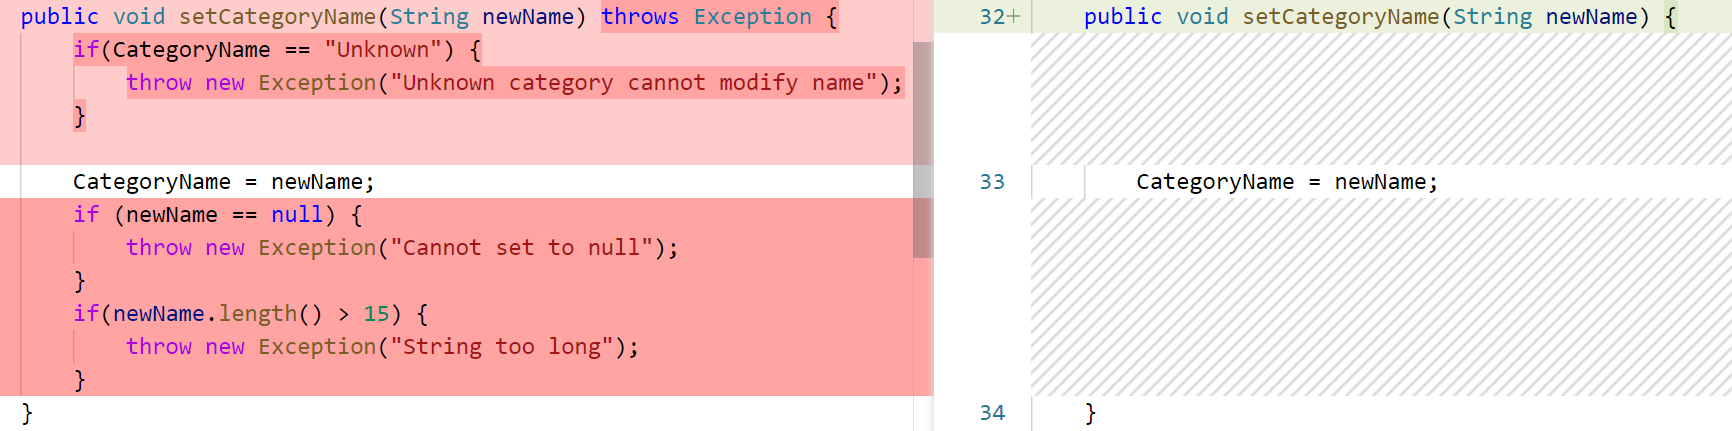 public void setCategoryName(String newName) throws Exception {
if(CategoryName == "Unknown") {
throw new Exception("Unknown category cannot modify name");
}
CategoryName = newName;
if (newName == null) {
throw new Exception("Cannot set to null");
}
if(newName.length() > 15) {
throw new Exception("String too long");
}
}
32+ public void setCategoryName(String newName) {
33 CategoryName = newName;
34 }